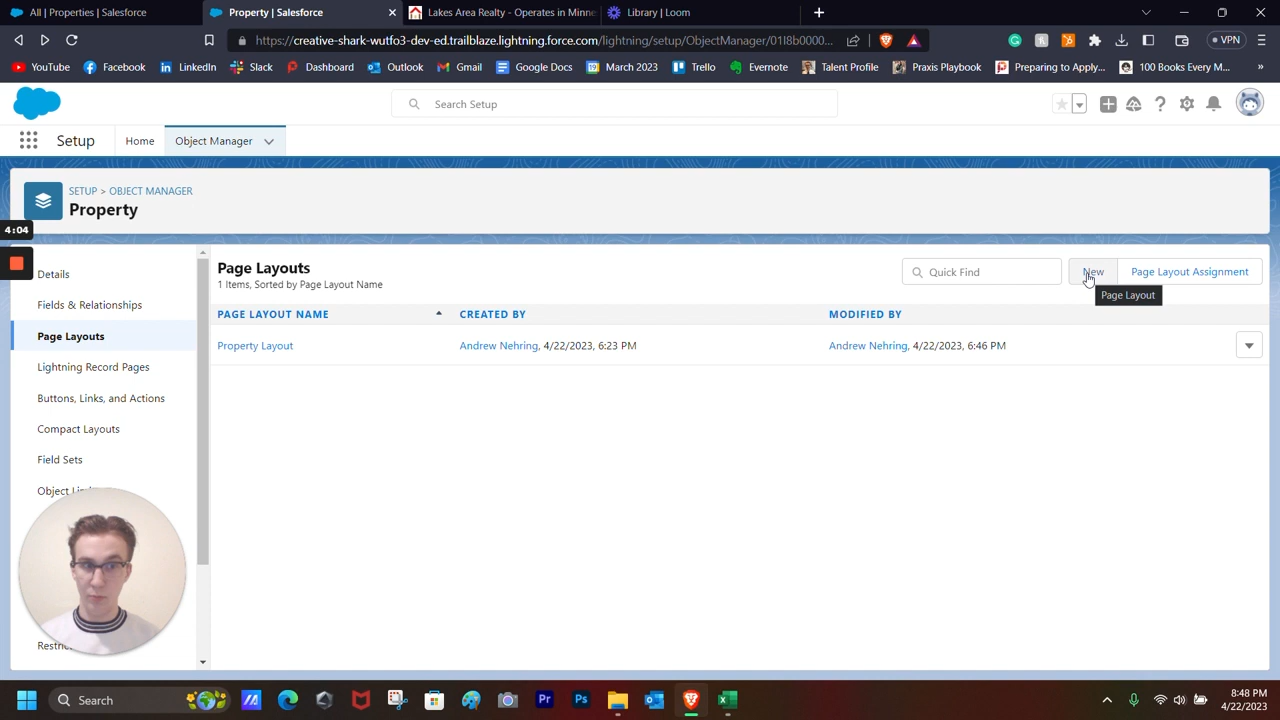 All | Properties | Salesforce
Property | Salesforce
Lakes Area Realty - Operates in Minne
Library | Loom
https://creative-shark-wutfo3-dev-ed.trailblaze.lightning.force.com/lightning/setup/ObjectManager/01I8b0000...
VPN
YouTube
Facebook
LinkedIn
Slack
Dashboard
Outlook
Gmail
Google Docs
March 2023
Trello
Evernote
Talent Profile
Praxis Playbook
Preparing to Apply...
100 Books Every M...
Search Setup
Setup
Home
Object Manager
SETUP > OBJECT MANAGER
Property
4:04
Details
Fields & Relationships
Page Layouts
Lightning Record Pages
Buttons, Links, and Actions
Compact Layouts
Field Sets
Object
Page Layouts
1 Items, Sorted by Page Layout Name
Quick Find
New
Page Layout Assignment
Page Layout
PAGE LAYOUT NAME
CREATED BY
MODIFIED BY
Property Layout
Andrew Nehring, 4/22/2023, 6:23 PM
Andrew Nehring, 4/22/2023, 6:46 PM
Search
8:48 PM
4/22/2023